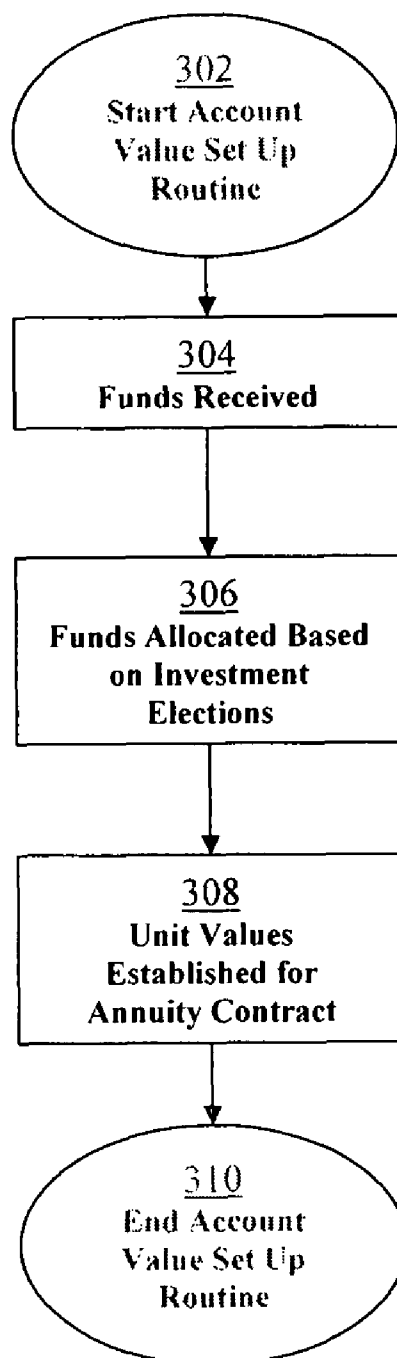 302
Start Account
Value Set Up
Routine
304
Funds Received
306
Funds Allocated Based
on Investment
Elections
308
Unit Values
Established for
Annuity Contract
310
End Account
Value Set Up
Routine